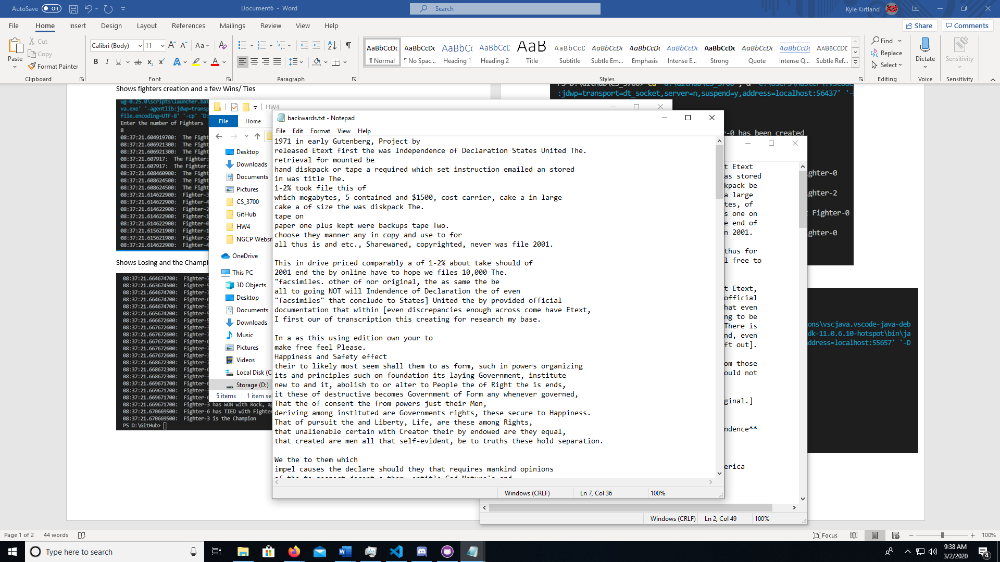 AutoSave Off
Document6 - Word
Search
Kyle Kirtland
File Home Insert Design Layout References Mailings Review View Help
Share Comments
Paste
Cut
Copy
Format Painter
Clipboard
Calibri (Body) 11
Font
Paragraph
AaBbCcDc ¶ Normal
AaBbCcDc ¶ No Spac...
AaBbCc Heading 1
AaBbCcD Heading 2
AaB Title
AaBbCcD Subtitle
AaBbCcDc Subtle Em...
AaBbCcDc Emphasis
AaBbCcDc Intense E...
AaBbCcDc Strong
AaBbCcDc Quote
AaBbCcDc Intense Q...
AaBbCcDc Subtle Ref...
Styles
Find
Replace
Select
Editing
Dictate
Voice
Sensitivity
Sensitivity
Shows fighters creation and a few Wins/ Ties
ug-0.25.0\scripts\launcher.bat
va.exe' '-agentlib:jdwp=transp
file.encoding=UTF-8' '-cp' 'D:
Enter the number of Fighters
8
08:37:21.604919700: The Fight
08:37:21.606921300: The Fight
08:37:21.606921300: The Fight
08:37:21.607917: The Fighter:
08:37:21.607917: The Fighter:
08:37:21.608460900: The Fight
08:37:21.608624500: The Fight
08:37:21.608624500: The Fight
08:37:21.614622900: Fighter-3
08:37:21.614622900: Fighter-4
08:37:21.614622900: Fighter-2
08:37:21.614622900: Fighter-1
08:37:21.614622900: Fighter-0
08:37:21.615621900: Fighter-1
08:37:21.615621900: Fighter-2
08:37:21.614622900: Fighter-4
Shows Losing and the Champi
08:37:21.664674700: Fighter-7
08:37:21.663674500: Fighter-5
08:37:21.664674700: Fighter-7
08:37:21.664674700: Fighter-6
08:37:21.664674700: Fighter-3
08:37:21.665674200: Fighter-5
08:37:21.666672600: Fighter-5
08:37:21.667672600: Fighter-3
08:37:21.667672600: Fighter-7
08:37:21.667672600: Fighter-6
08:37:21.667672600: Fighter-7
08:37:21.667672600: Fighter-3
08:37:21.668672300: Fighter-7
08:37:21.668672300: Fighter-6
08:37:21.668672300: Fighter-3
08:37:21.669671700: Fighter-6
08:37:21.669671700: Fighter-3
08:37:21.669671700: Fighter-6
08:37:21.669671700: Fighter-3 has WON with Rock, ag
08:37:21.670669500: Fighter-6 has TIED with Fighter
08:37:21.670669500: Fighter-3 is the Champion
PS D:\GitHub>
HW4
File Home
Desktop
Downloads
Documents
Pictures
CS_3700
GitHub
HW4
NGCP Websit
OneDrive
This PC
3D Objects
Desktop
Documents
Downloads
Music
Pictures
Videos
Local Disk (C
Storage (D:)
5 items 1 item se
backwards.txt - Notepad
File Edit Format View Help
1971 in early Gutenberg, Project by
released Etext first the was Independence of Declaration States United The.
retrieval for mounted be
hand diskpack or tape a required which set instruction emailed an stored
in was title The.
1-2% took file this of
which megabytes, 5 contained and $1500, cost carrier, cake a in large
cake a of size the was diskpack The.
tape on
paper one plus kept were backups tape Two.
choose they manner any in copy and use to for
all thus is and etc., Sharewared, copyrighted, never was file 2001.
This in drive priced comparably a of 1-2% about take should of
2001 end the by online have to hope we files 10,000 The.
"facsimiles. other of nor original, the as same the be
all to going NOT will Indendence of Declaration the of even
"facsimiles" that conclude to States] United the by provided official
documentation that within [even discrepancies enough across come have Etext,
I first our of transcription this creating for research my base.
In a as this using edition own your to
make free feel Please.
Happiness and Safety effect
their to likely most seem shall them to as form, such in powers organizing
its and principles such on foundation its laying Government, institute
new to and it, abolish to or alter to People the of Right the is ends,
it these of destructive becomes Government of Form any whenever governed,
That the of consent the from powers just their Men,
deriving among instituted are Governments rights, these secure to Happiness.
That of pursuit the and Liberty, Life, are these among Rights,
that unalienable certain with Creator their by endowed are they equal,
that created are men all that self-evident, be to truths these hold separation.
We the to them which
impel causes the declare should they that requires mankind opinions
Windows (CRLF) Ln 7, Col 36 100%
:jdwp=transport=dt_socket,server=n,suspend=y,address=localhost:56437' '-
r-0 has been created
ghter-0
ghter-2
Fighter-0
ghter-0
t Etext
as stored
kpack be
a large
tes, of
s one on
e end of
n 2001.
thus for
l free to
t Etext,
official
hat even
ng to be
There is
nd, even
ft out].
om those
ould not
ginal.]
ndence**
erica
ons\vscjava.vscode-java-deb
dk-11.0.6.10-hotspot\bin\ja
ddress=localhost:55657' '-D
Windows (CRLF) Ln 2, Col 49 100%
Page 1 of 2 44 words
Focus
100%
Type here to search
9:38 AM
3/2/2020
4